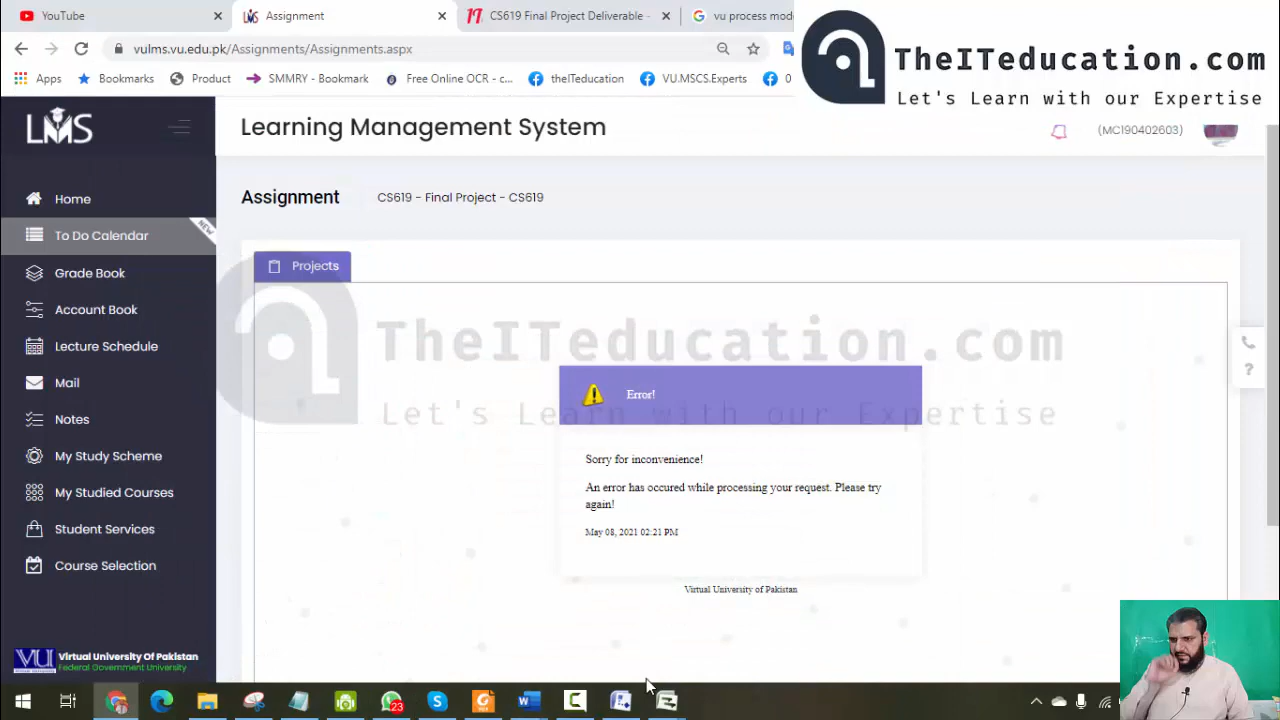 YouTube
Assignment
CS619 Final Project Deliverable -
vu process mode
vulms.vu.edu.pk/Assignments/Assignments.aspx
Apps
Bookmarks
Product
SMMRY - Bookmark
Free Online OCR - c...
theITeducation
VU.MSCS.Experts
TheITeducation.com
Let's Learn with our Expertise
LMS
Learning Management System
(MC190402603)
Assignment
CS619 - Final Project - CS619
Home
To Do Calendar
NEW
Grade Book
Account Book
Lecture Schedule
Mail
Notes
My Study Scheme
My Studied Courses
Student Services
Course Selection
VU
Virtual University Of Pakistan
Federal Government University
Projects
TheITeducation.com
Let's Learn with our Expertise
Error!
Sorry for inconvenience!
An error has occured while processing your request. Please try
again!
May 08, 2021 02:21 PM
Virtual University of Pakistan
23